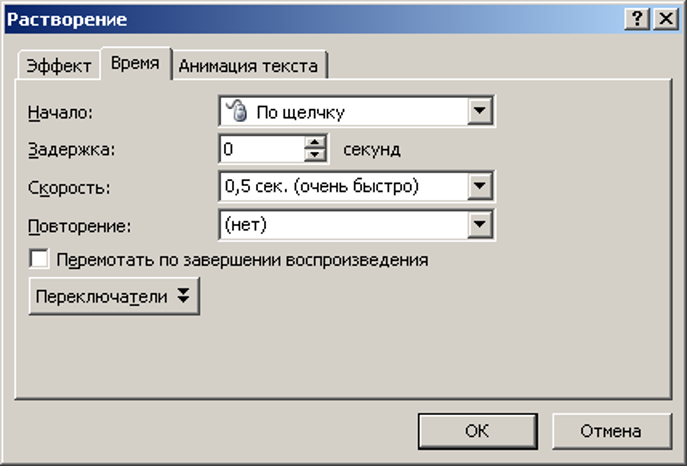 Растворение
Эффект Время Анимация текста
Начало: По щелчку
Задержка: 0 секунд
Скорость: 0,5 сек. (очень быстро)
Повторение: (нет)
Перемотать по завершении воспроизведения
Переключатели
ОК Отмена